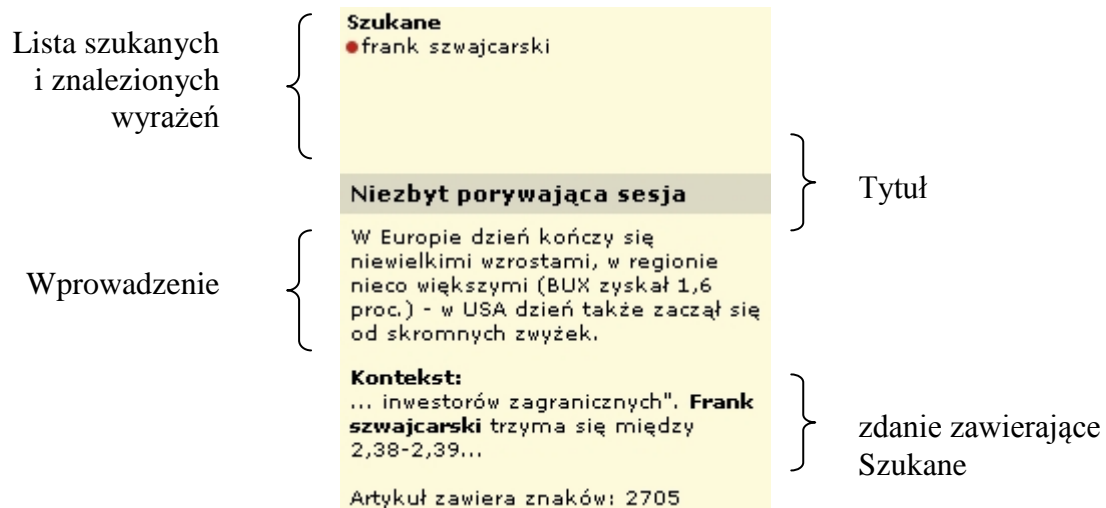 Lista szukanych
i znalezionych
wyrażeń
Szukane
frank szwajcarski
Niezbyt porywająca sesja
Tytuł
Wprowadzenie
W Europie dzień kończy się
niewielkimi wzrostami, w regionie
nieco większymi (BUX zyskał 1,6
proc.) - w USA dzień także zaczął się
od skromnych zwyżek.
Kontekst:
... inwestorów zagranicznych". Frank
szwajcarski trzyma się między
2,38-2,39...
zdanie zawierające
Szukane
Artykuł zawiera znaków: 2705